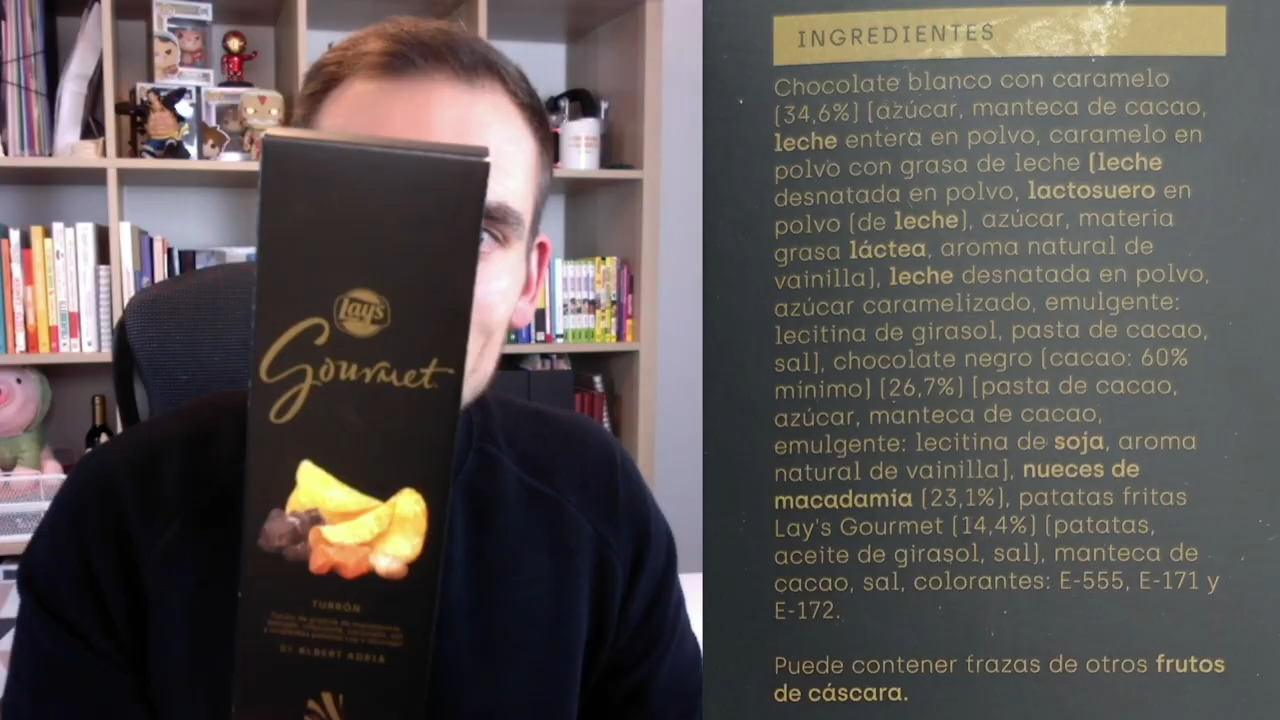 Lay's
Gourmet
TURRÓN
BY ALBERT ADRIÀ
INGREDIENTES
Chocolate blanco con caramelo
(34,6%) [azúcar, manteca de cacao,
leche entera en polvo, caramelo en
polvo con grasa de leche (leche
desnatada en polvo, lactosuero en
polvo (de leche), azúcar, materia
grasa láctea, aroma natural de
vainilla), leche desnatada en polvo,
azúcar caramelizado, emulgente:
lecitina de girasol, pasta de cacao,
sal], chocolate negro (cacao: 60%
mínimo) (26,7%) [pasta de cacao,
azúcar, manteca de cacao,
emulgente: lecitina de soja, aroma
natural de vainilla], nueces de
macadamia (23,1%), patatas fritas
Lay's Gourmet (14,4%) (patatas,
aceite de girasol, sal), manteca de
cacao, sal, colorantes: E-555, E-171 y
E-172.
Puede contener trazas de otros frutos
de cáscara.